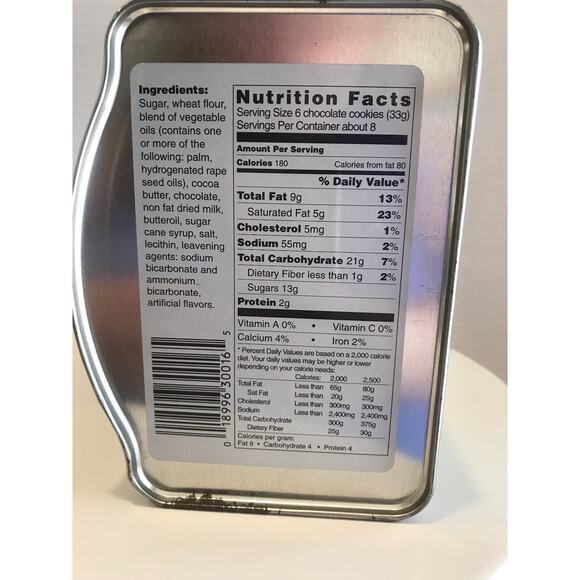 Ingredients:
Sugar, wheat flour,
blend of vegetable
oils (contains one
or more of the
following: palm,
hydrogenated rape
seed oils), cocoa
butter, chocolate,
non fat dried milk,
butteroil, sugar
cane syrup, salt,
lecithin, leavening
agents: sodium
bicarbonate and
ammonium
bicarbonate,
artificial flavors.
0 18996 30016 5
Nutrition Facts
Serving Size 6 chocolate cookies (33g)
Servings Per Container about 8
Amount Per Serving
Calories 180 Calories from fat 80
% Daily Value*
Total Fat 9g 13%
Saturated Fat 5g 23%
Cholesterol 5mg 1%
Sodium 55mg 2%
Total Carbohydrate 21g 7%
Dietary Fiber less than 1g 2%
Sugars 13g
Protein 2g
Vitamin A 0% • Vitamin C 0%
Calcium 4% • Iron 2%
* Percent Daily Values are based on a 2,000 calorie
diet. Your daily values may be higher or lower
depending on your calorie needs:
Calories: 2,000 2,500
Total Fat Less than 65g 80g
Sat Fat Less than 20g 25g
Cholesterol Less than 300mg 300mg
Sodium Less than 2,400mg 2,400mg
Total Carbohydrate 300g 375g
Dietary Fiber 25g 30g
Calories per gram:
Fat 9 • Carbohydrate 4 • Protein 4